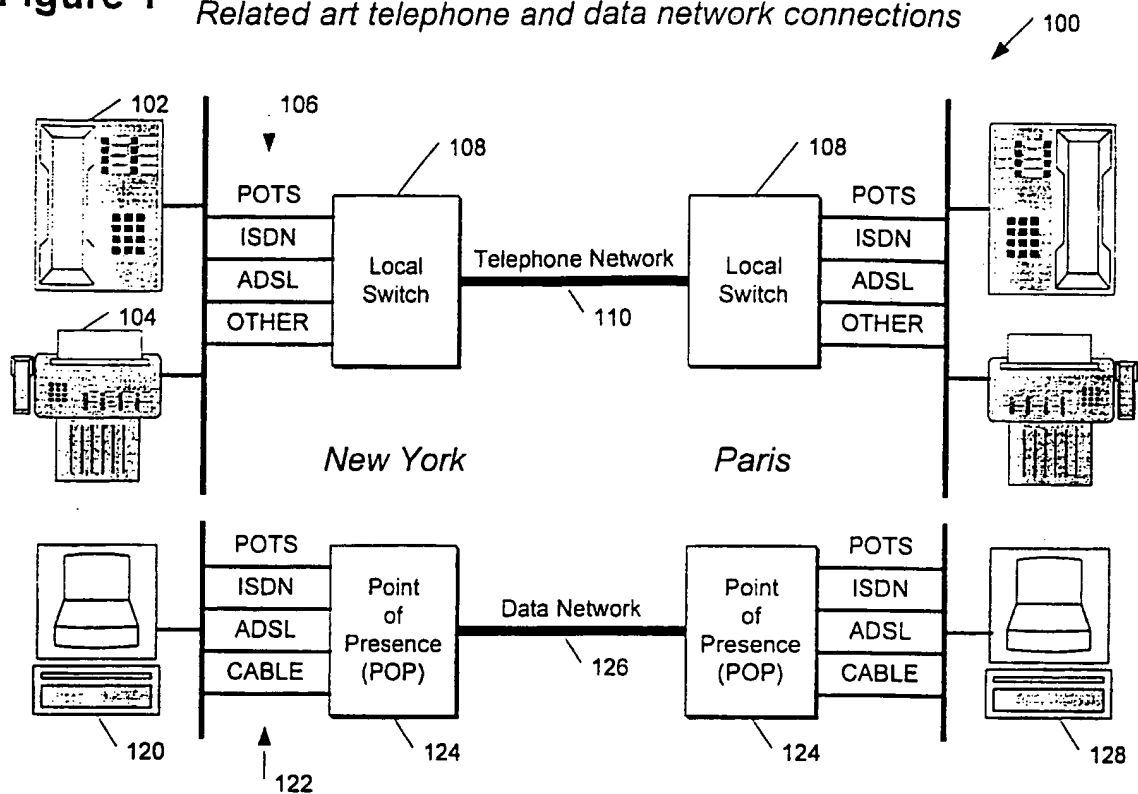 Figure 1
Related art telephone and data network connections
100
102
106
108
108
POTS
ISDN
ADSL
OTHER
Local
Switch
Telephone Network
110
Local
Switch
POTS
ISDN
ADSL
OTHER
104
New York
Paris
POTS
ISDN
ADSL
CABLE
Point
of
Presence
(POP)
Data Network
126
Point
of
Presence
(POP)
POTS
ISDN
ADSL
CABLE
120
122
124
124
128